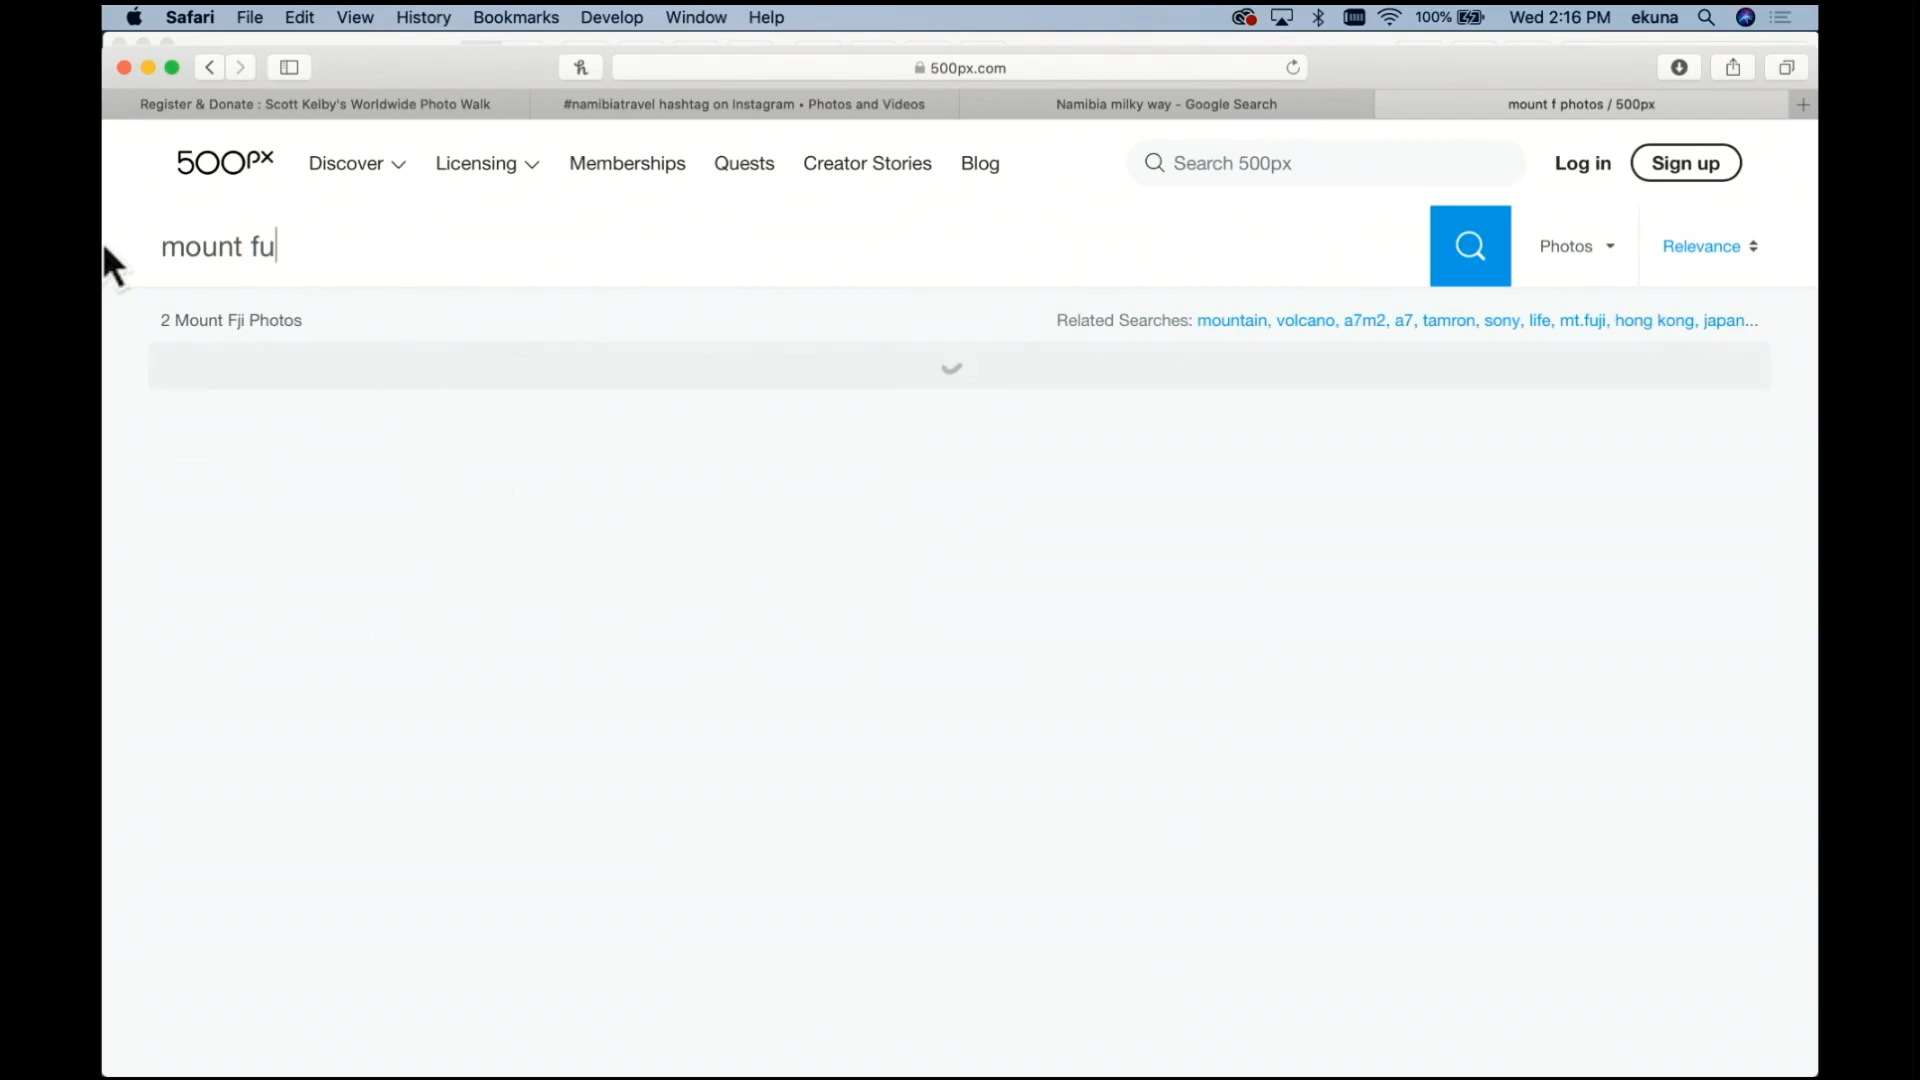 Safari File Edit View History Bookmarks Develop Window Help 100% Wed 2:16 PM ekuna
500px.com
Register & Donate : Scott Kelby's Worldwide Photo Walk #namibiatravel hashtag on Instagram • Photos and Videos Namibia milky way - Google Search mount f photos / 500px
500px Discover Licensing Memberships Quests Creator Stories Blog Search 500px Log in Sign up
mount fu Photos Relevance
2 Mount Fji Photos Related Searches: mountain, volcano, a7m2, a7, tamron, sony, life, mt.fuji, hong kong, japan...